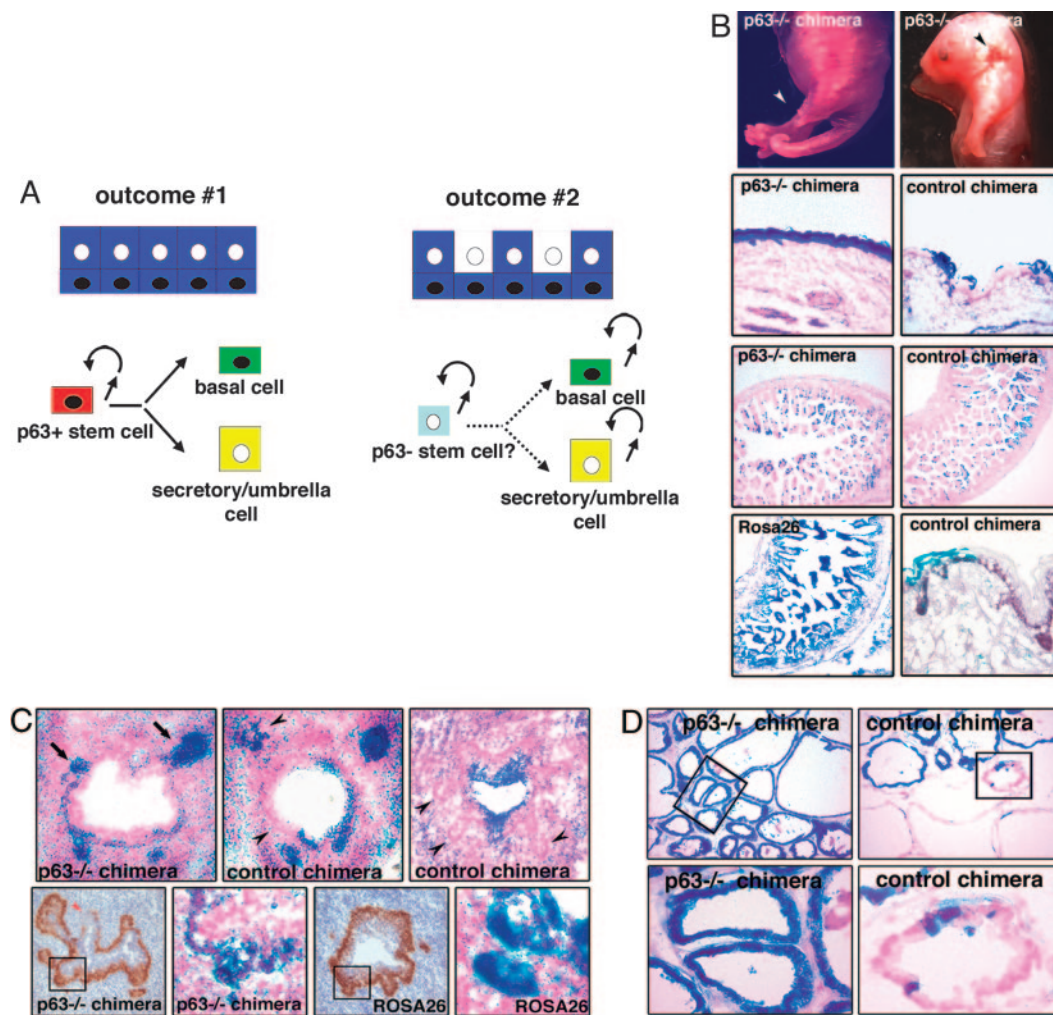 A
outcome #1
outcome #2
p63+ stem cell
basal cell
secretory/umbrella
cell
p63- stem cell?
basal cell
secretory/umbrella
cell
B
p63-/- chimera
p63-/- chimera
p63-/- chimera
control chimera
p63-/- chimera
control chimera
Rosa26
control chimera
C
p63-/- chimera
control chimera
control chimera
p63-/- chimera
p63-/- chimera
ROSA26
ROSA26
D
p63-/- chimera
control chimera
p63-/- chimera
control chimera